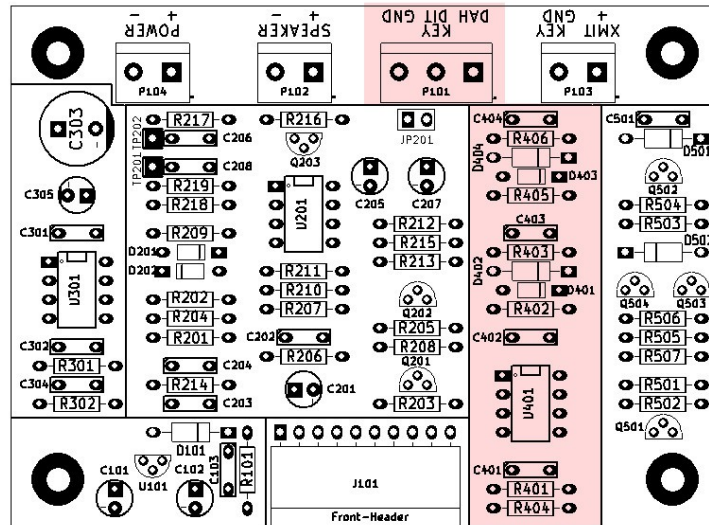 - +
POWER
- +
SPEAKER
DAH DIT GND
KEY
GND +
XMIT KEY
P104
P102
P101
P103
C303
R217
C206
TP202
R216
Q203
JP201
C404
R406
D404
C501
D501
C208
TP201
R219
R218
C305
C301
R209
D201
D202
U201
C205
C207
D403
R405
C403
Q502
R504
R503
R212
R215
R213
R403
D402
D401
R402
D502
U301
R211
R210
R207
R202
R204
R201
Q202
R205
R208
C202
R206
C402
Q504
Q503
R506
R505
R507
C302
R301
C304
R302
C204
R214
C203
C201
Q201
R203
U401
R501
R502
Q501
D101
U101
C101
C102
C103
R101
J101
Front-Header
C401
R401
R404